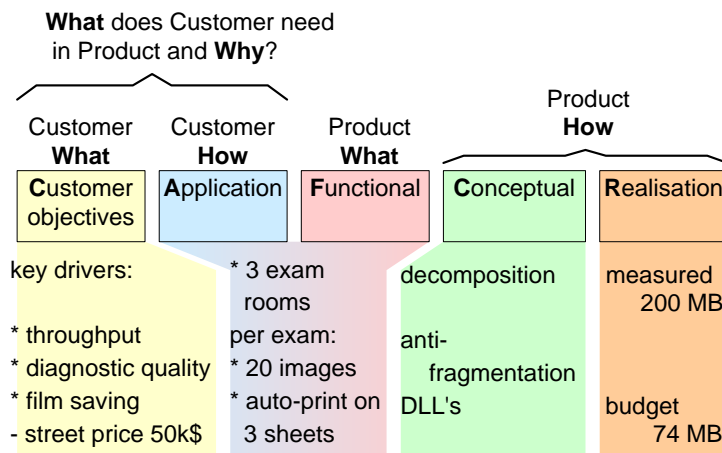 What does Customer need
in Product and Why?
Product
How
Customer
What
Customer
How
Product
What
Customer
objectives
Application
Functional
Conceptual
Realisation
key drivers:
* throughput
* diagnostic quality
* film saving
- street price 50k$
* 3 exam
rooms
per exam:
* 20 images
* auto-print on
3 sheets
decomposition
anti-
fragmentation
DLL's
measured
200 MB
budget
74 MB